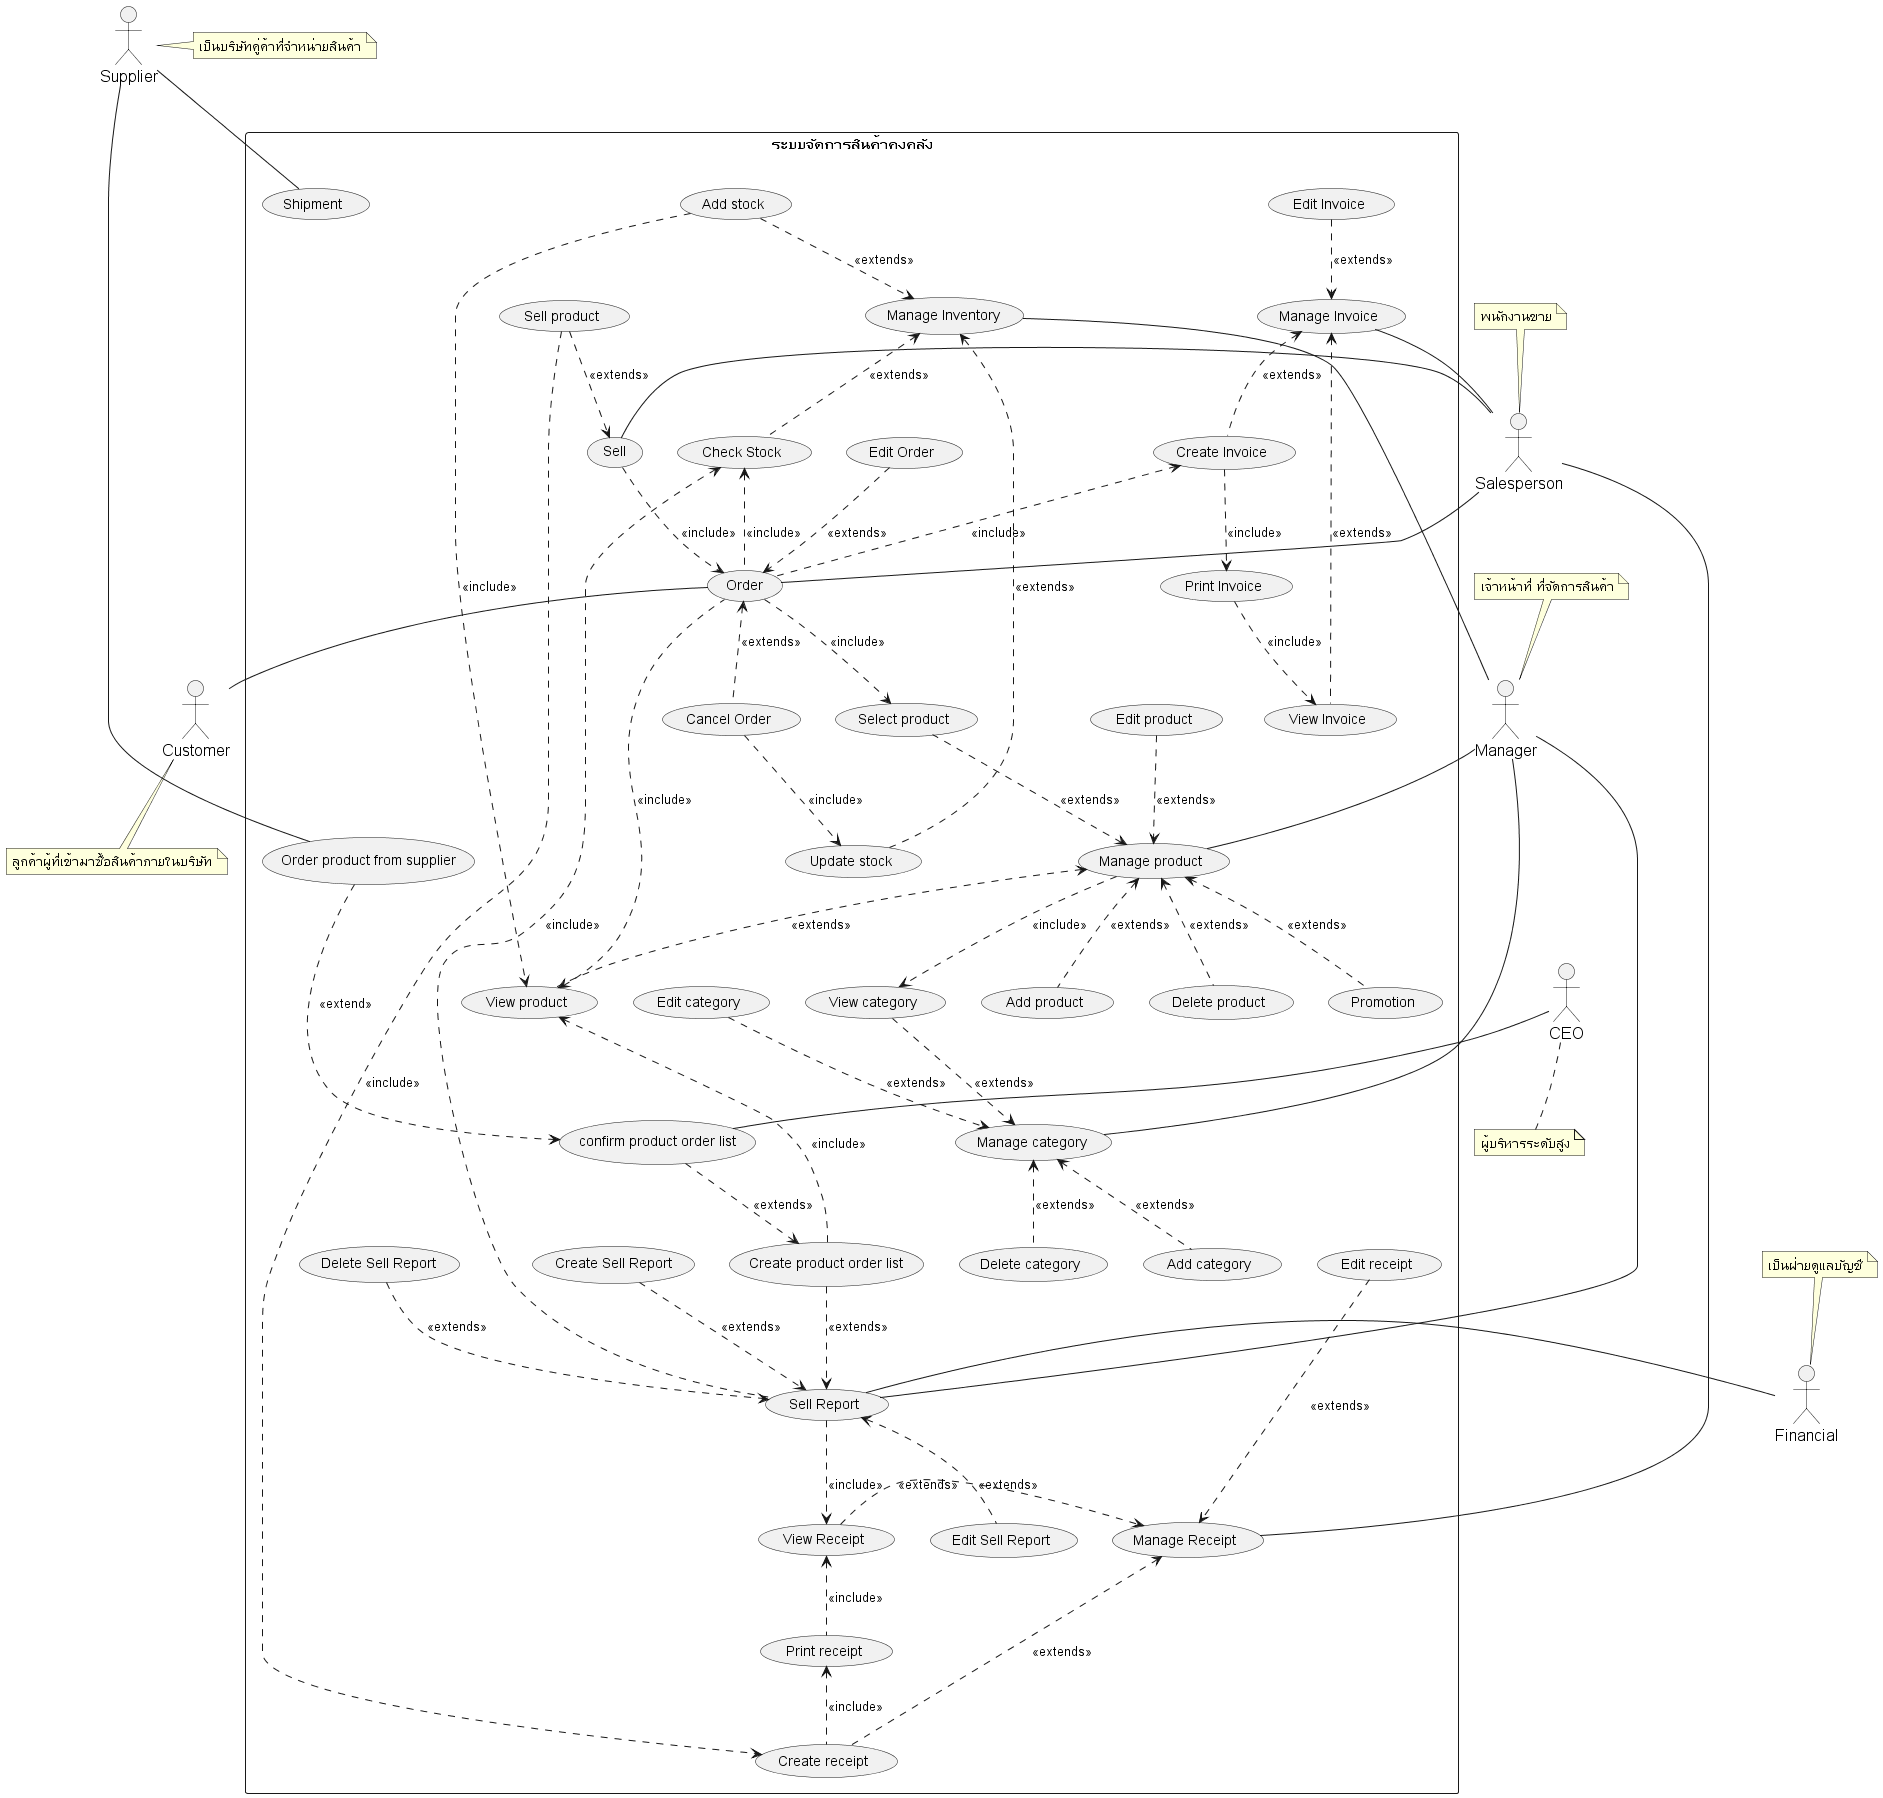 Supplier
เป็นบริษัทคู่ค้าที่จำหน่ายสินค้า
ระบบจัดการสินค้าคงคลัง
Shipment
Add stock
Edit Invoice
«extends»
«extends»
Sell product
Manage Inventory
Manage Invoice
พนักงานขาย
«extends»
«extends»
«extends»
Sell
Check Stock
Edit Order
Create Invoice
Salesperson
«include»
«include»
«extends»
«include»
«include»
«extends»
«include»
Order
«extends»
Print Invoice
เจ้าหน้าที่ ที่จัดการสินค้า
«extends»
«include»
«include»
Customer
Cancel Order
Select product
Edit product
View Invoice
Manager
«include»
«include»
«extends»
«extends»
ลูกค้าผู้ที่เข้ามาซื้อสินค้าภายในบริษัท
Order product from supplier
Update stock
Manage product
«include»
«extends»
«include»
«extends»
«extends»
«extends»
«extend»
View product
Edit category
View category
Add product
Delete product
Promotion
CEO
«include»
«extends»
«extends»
confirm product order list
«include»
Manage category
ผู้บริหารระดับสูง
«extends»
«extends»
«extends»
Delete Sell Report
Create Sell Report
Create product order list
Delete category
Add category
Edit receipt
เป็นฝ่ายดูแลบัญชี
«extends»
«extends»
«extends»
Sell Report
«extends»
Financial
«include»
«extends»
«extends»
View Receipt
Edit Sell Report
Manage Receipt
«include»
Print receipt
«extends»
«include»
Create receipt